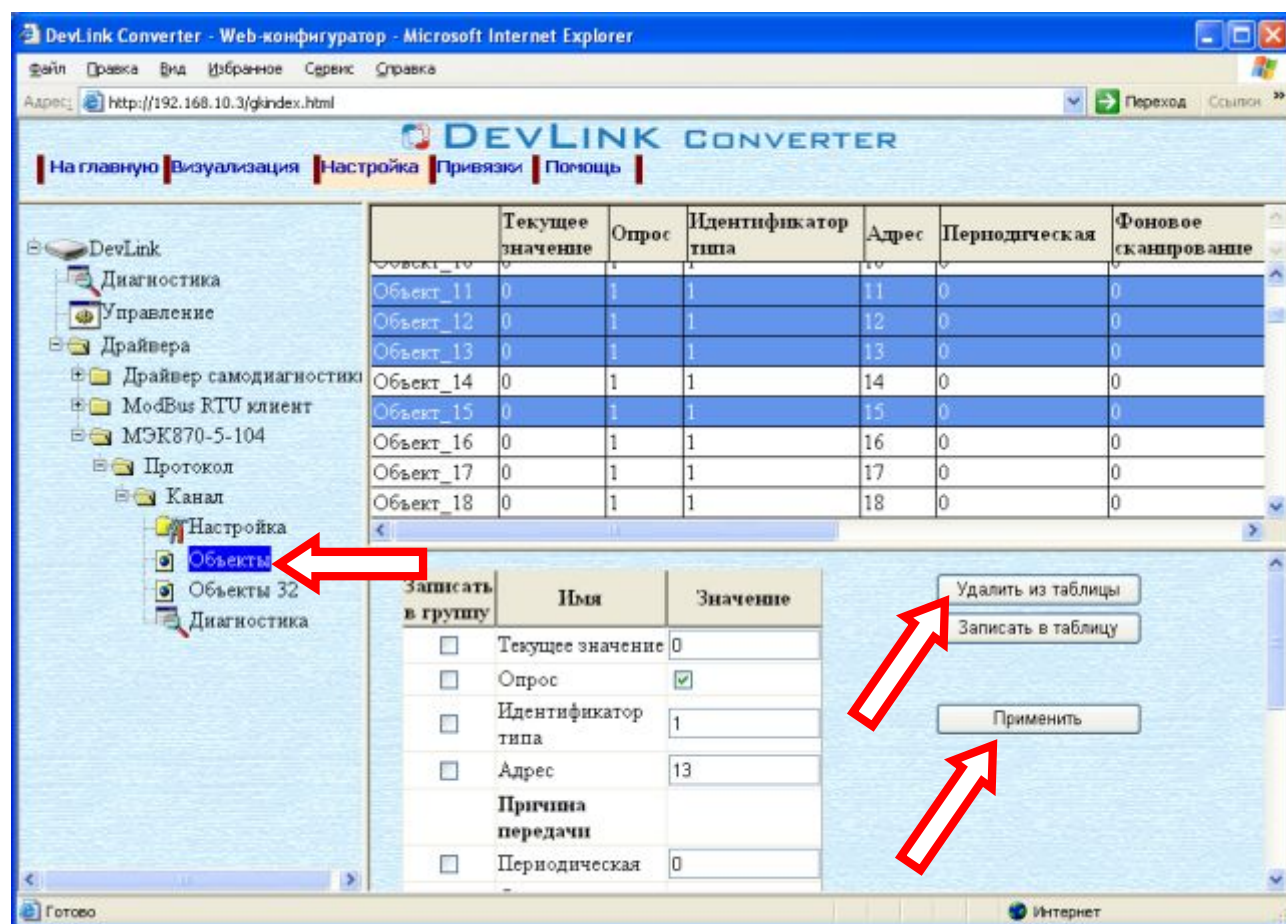 DevLink Converter - Web-конфигуратор - Microsoft Internet Explorer
Файл Правка Вид Избранное Сервис Справка
Адрес: http://192.168.10.3/gkindex.html Переход Ссылки »
DEVLINK CONVERTER
На главную Визуализация Настройка Привязки Помощь
DevLink
Диагностика
Управление
Драйвера
Драйвер самодиагностики
ModBus RTU клиент
МЭК870-5-104
Протокол
Канал
Настройка
Объекты
Объекты 32
Диагностика
Текущее значение Опрос Идентификатор типа Адрес Периодическая Фоновое сканирование
Объект_10 0 1 1 10 0 0
Объект_11 0 1 1 11 0 0
Объект_12 0 1 1 12 0 0
Объект_13 0 1 1 13 0 0
Объект_14 0 1 1 14 0 0
Объект_15 0 1 1 15 0 0
Объект_16 0 1 1 16 0 0
Объект_17 0 1 1 17 0 0
Объект_18 0 1 1 18 0 0
Записать в группу Имя Значение
Текущее значение 0
Опрос
Идентификатор типа 1
Адрес 13
Причина передачи
Периодическая 0
Удалить из таблицы
Записать в таблицу
Применить
Готово Интернет